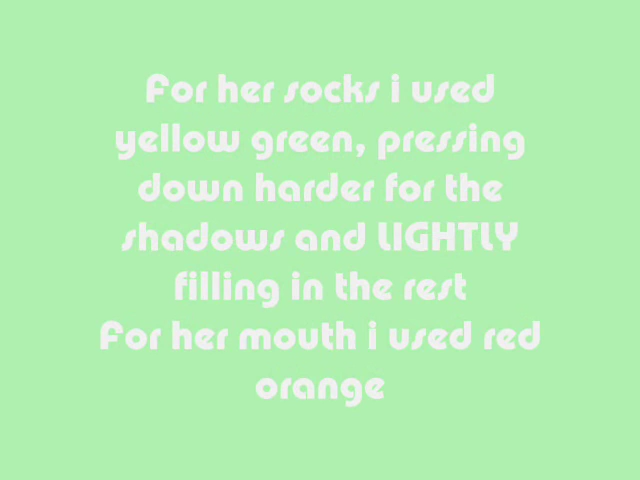 For her socks i used
yellow green, pressing
down harder for the
shadows and LIGHTLY
filling in the rest
For her mouth i used red
orange